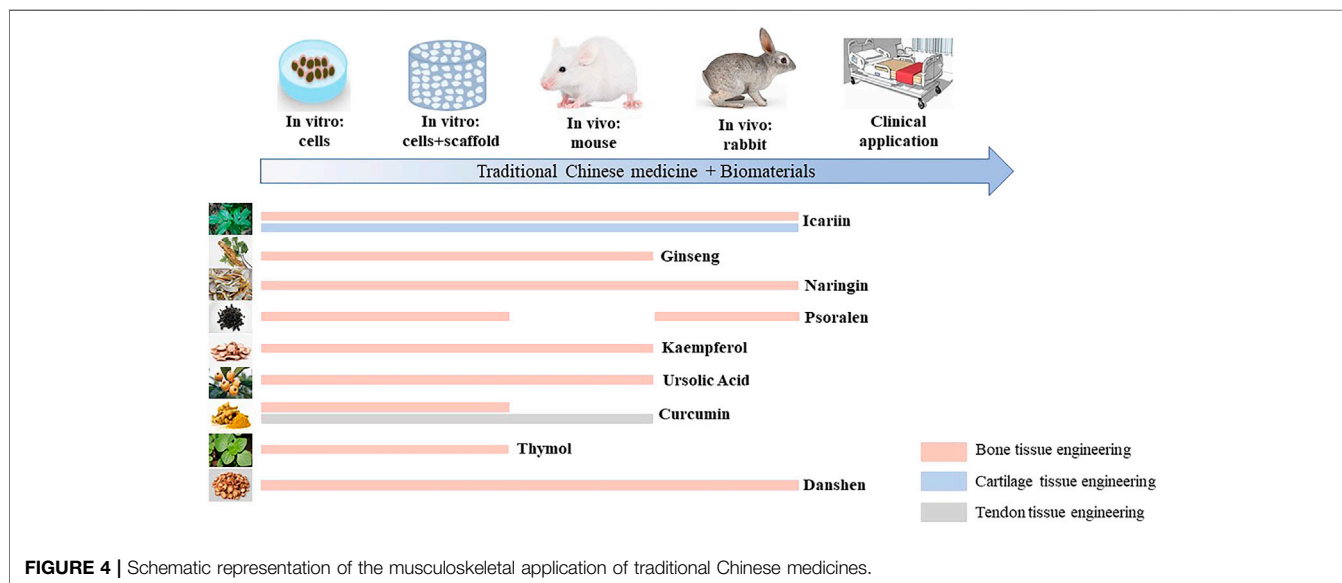 In vitro:
cells
In vitro:
cells+scaffold
In vivo:
mouse
In vivo:
rabbit
Clinical
application
Traditional Chinese medicine + Biomaterials
Icariin
Ginseng
Naringin
Psoralen
Kaempferol
Ursolic Acid
Curcumin
Thymol
Danshen
Bone tissue engineering
Cartilage tissue engineering
Tendon tissue engineering
FIGURE 4 | Schematic representation of the musculoskeletal application of traditional Chinese medicines.